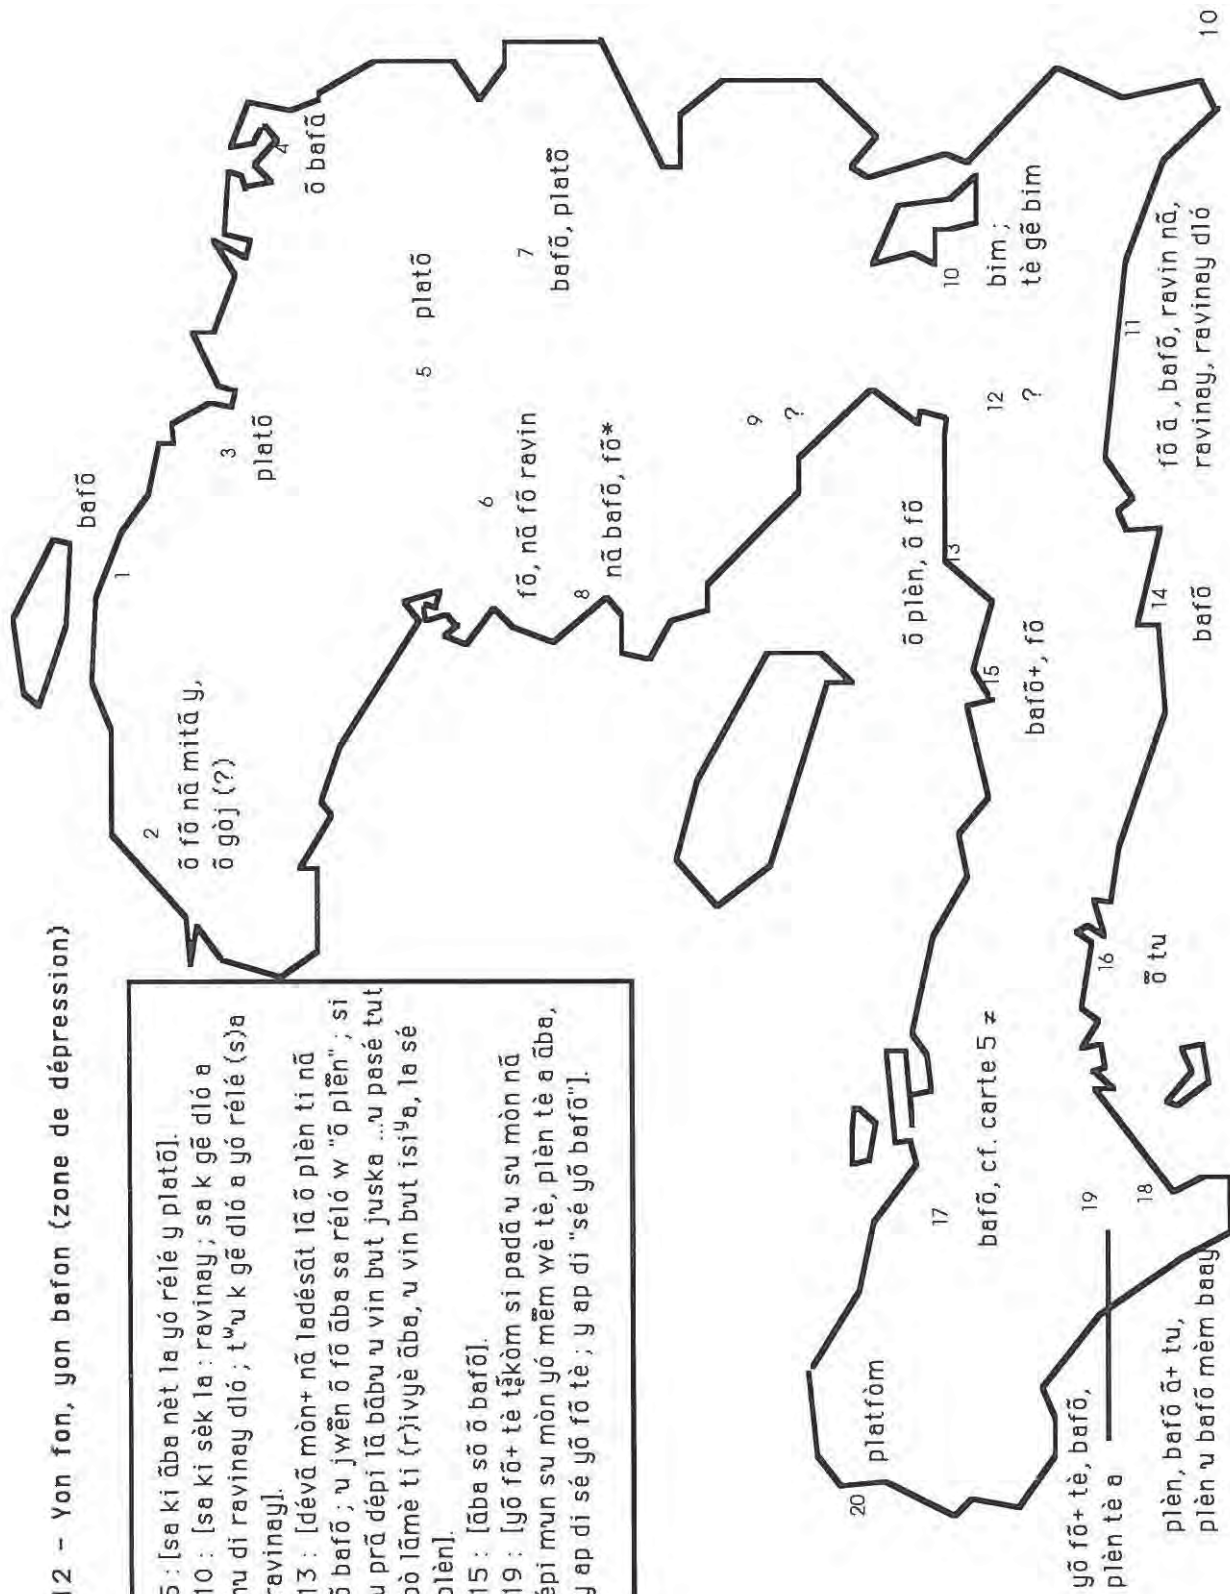 12 - Yon fon, yon bafon (zone de dépression)
5 : [sa ki ãba nèt la yó rélé y platõ].
10 : [sa ki sèk la : ravinay ; sa k gẽ dló a
nu di ravinay dló ; tʷu k gẽ dló a yó rélé (s)a
ravinay].
13 : [dévã mòn+ nã ladésãt lã õ plèn ti nã
õ bafõ ; u jwẽn õ fõ ãba sa réló w "õ plẽn" ; si
u prã dépi lã bãbu u vin but juska ...u pasé tut
bò lãmè ti (r)ivyè ãba, u vin but isiʸa, la sé
plèn].
15 : [ãba sõ õ bafõ].
19 : [yõ fõ+ tè tẽkòm si padã u su mòn nã
épi mun su mòn yó mẽm wè tè, plèn tè a ãba,
y ap di sé yõ fõ tè ; y ap di "sé yõ bafõ"].
bafõ
1
2
õ fõ nã mitã y,
õ gòj (?)
3
platõ
4
õ bafõ
5 platõ
6
fõ, nã fõ ravin
7
bafõ, platõ
8
nã bafõ, fõ*
9
?
10
bim ;
tè gẽ bim
11
fõ ã, bafõ, ravin nã,
ravinay, ravinay dló
12
?
õ plèn, õ fõ
13
14
bafõ
15
bafõ+, fõ
16
õ tu
17
bafõ, cf. carte 5 ≠
18
plèn, bafõ ã+ tu,
plèn u bafõ mèm baay
19
yõ fõ+ tè, bafõ,
plèn tè a
20
platfòm
10